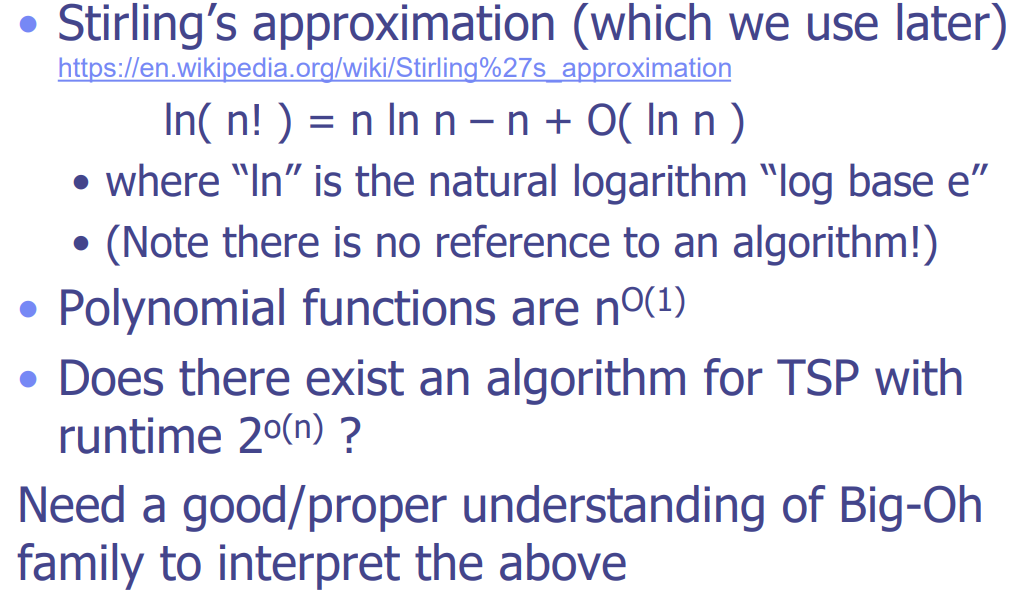 • Stirling’s approximation (which we use later)
https://en.wikipedia.org/wiki/Stirling%27s_approximation
ln( n! ) = n ln n – n + O( ln n )
• where “ln” is the natural logarithm “log base e”
• (Note there is no reference to an algorithm!)
• Polynomial functions are n^O(1)
• Does there exist an algorithm for TSP with
runtime 2^o(n) ?
Need a good/proper understanding of Big-Oh
family to interpret the above